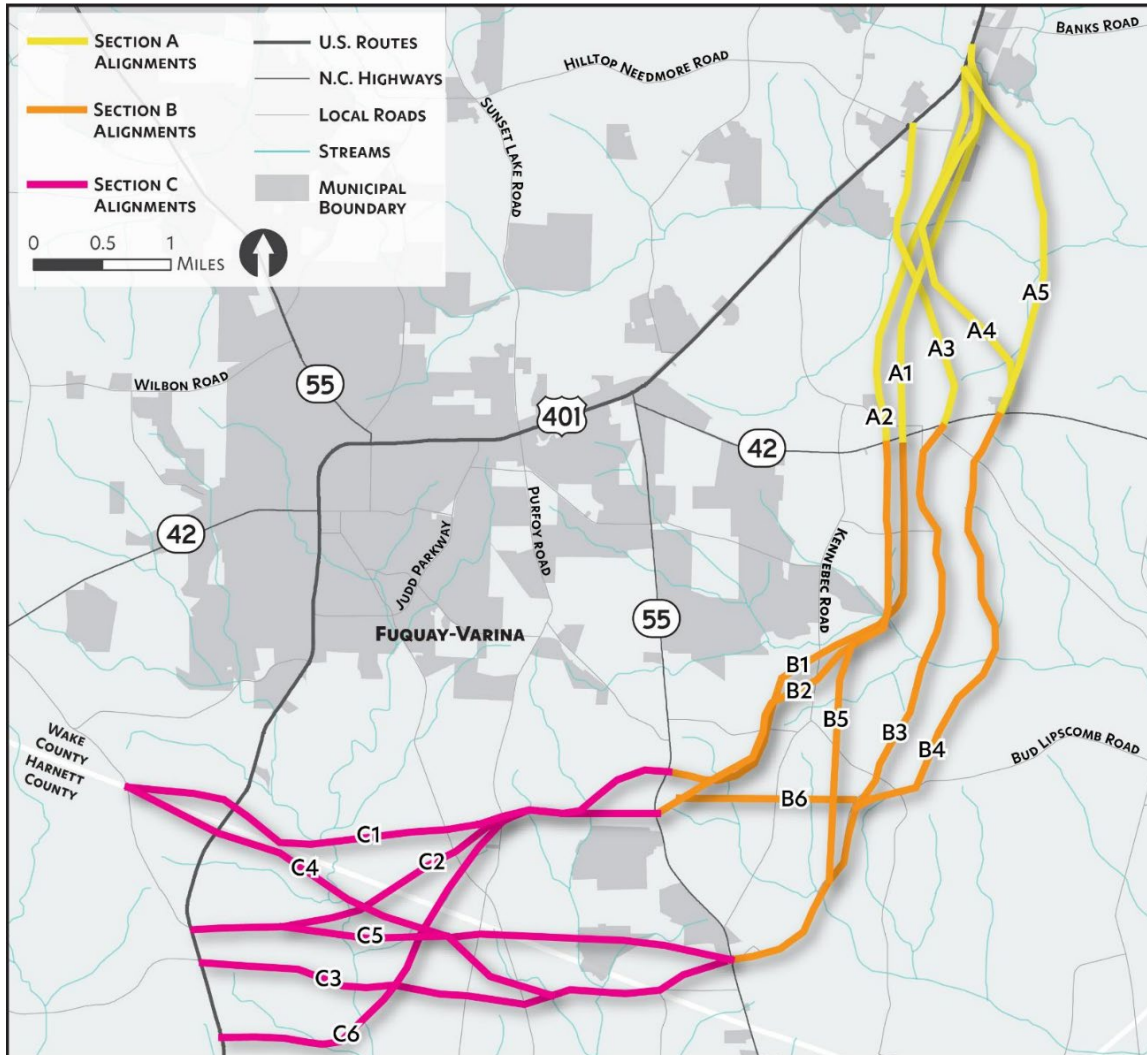 SECTION A
ALIGNMENTS
SECTION B
ALIGNMENTS
SECTION C
ALIGNMENTS
0 0.5 1
MILES
U.S. ROUTES
N.C. HIGHWAYS
LOCAL ROADS
STREAMS
MUNICIPAL
BOUNDARY
BANKS ROAD
HILLTOP NEEDMORE ROAD
SUNSET LAKE ROAD
A5
A4
A3
A1
A2
WILBON ROAD
55
401
42
42
PURFOY ROAD
JUDD PARKWAY
KENNEBEC ROAD
FUQUAY-VARINA
55
B1
B2
B5
B3
B4
B6
BUD LIPSCOMB ROAD
WAKE
COUNTY
HARNETT
COUNTY
C1
C2
C4
C5
C3
C6